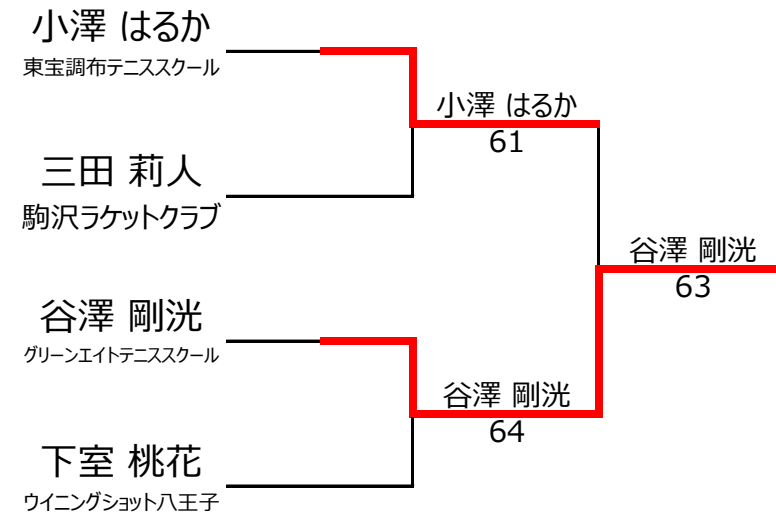 小澤 はるか
東宝調布テニススクール
小澤 はるか
61
三田 莉人
駒沢ラケットクラブ
谷澤 剛洸
63
谷澤 剛洸
グリーンエイトテニススクール
谷澤 剛洸
64
下室 桃花
ウイニングショット八王子